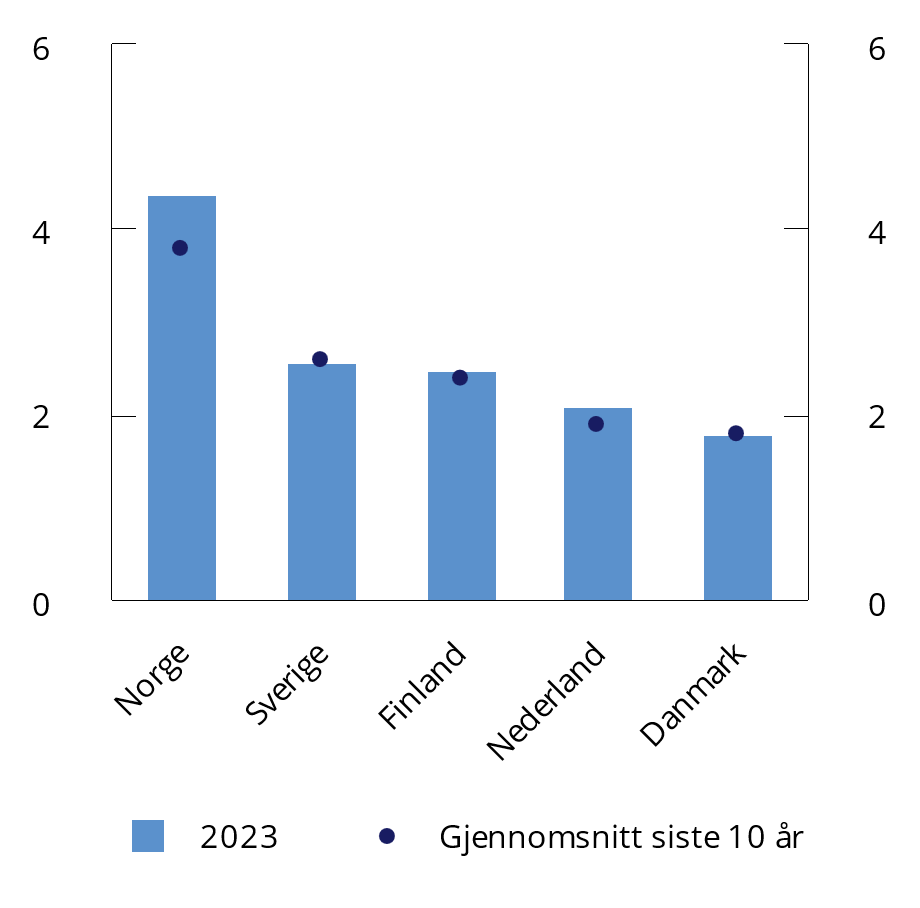 6 6
4 4
2 2
0 0
Norge Sverige Finland Nederland Danmark
2023 Gjennomsnitt siste 10 år